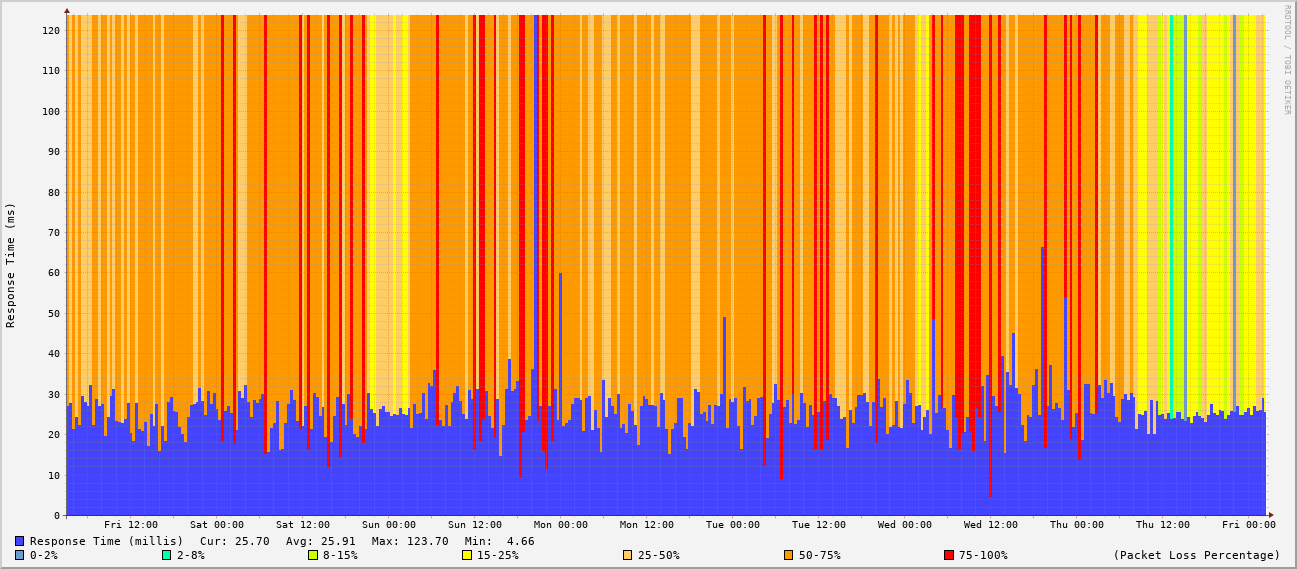 RRDTOOL / TOBI OETIKER
Response Time (ms)
120
110
100
90
80
70
60
50
40
30
20
10
0
Fri 12:00 Sat 00:00 Sat 12:00 Sun 00:00 Sun 12:00 Mon 00:00 Mon 12:00 Tue 00:00 Tue 12:00 Wed 00:00 Wed 12:00 Thu 00:00 Thu 12:00 Fri 00:00
Response Time (millis) Cur: 25.70 Avg: 25.91 Max: 123.70 Min: 4.66
0-2% 2-8% 8-15% 15-25% 25-50% 50-75% 75-100% (Packet Loss Percentage)